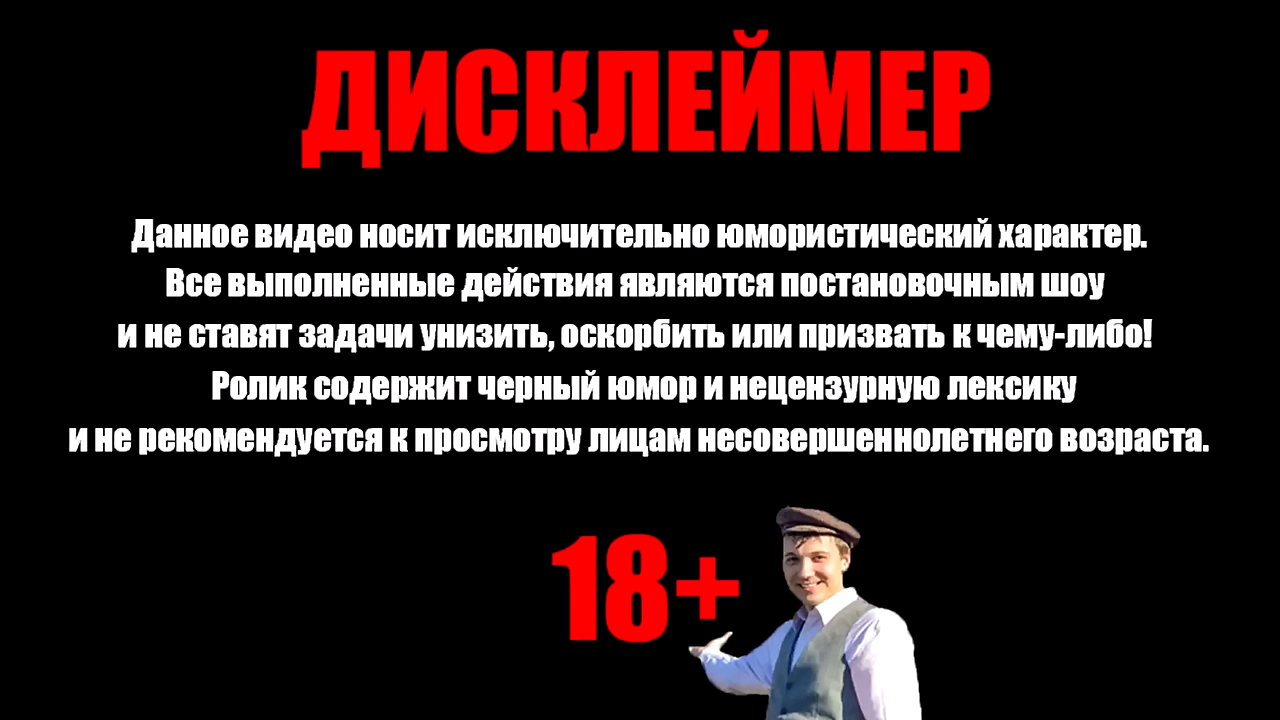 ДИСКЛЕЙМЕР
Данное видео носит исключительно юмористический характер.
Все выполненные действия являются постановочным шоу
и не ставят задачи унизить, оскорбить или призвать к чему-либо!
Ролик содержит черный юмор и нецензурную лексику
и не рекомендуется к просмотру лицам несовершеннолетнего возраста.
18+